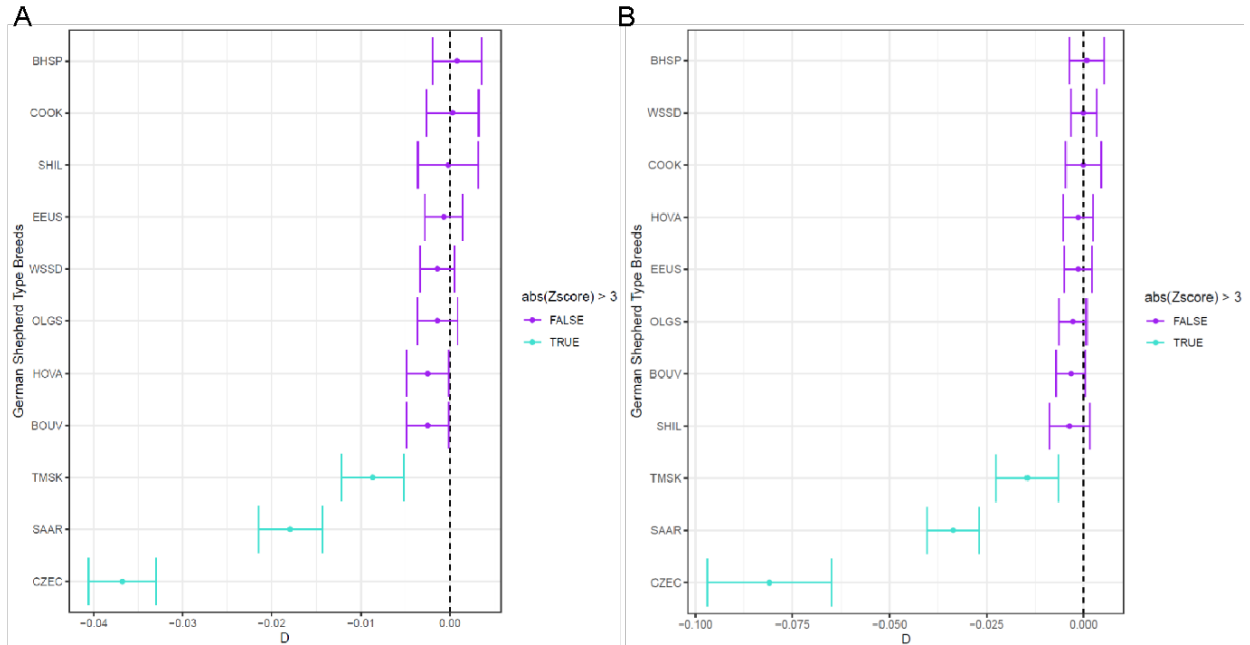 A
BHSP
COOK
SHIL
EEUS
WSSD
OLGS
HOVA
BOUV
TMSK
SAAR
CZEC
German Shepherd Type Breeds
−0.04 −0.03 −0.02 −0.01 0.00
D
abs(Zscore) > 3
FALSE
TRUE
B
BHSP
WSSD
COOK
HOVA
EEUS
OLGS
BOUV
SHIL
TMSK
SAAR
CZEC
German Shepherd Type Breeds
−0.100 −0.075 −0.050 −0.025 0.000
D
abs(Zscore) > 3
FALSE
TRUE